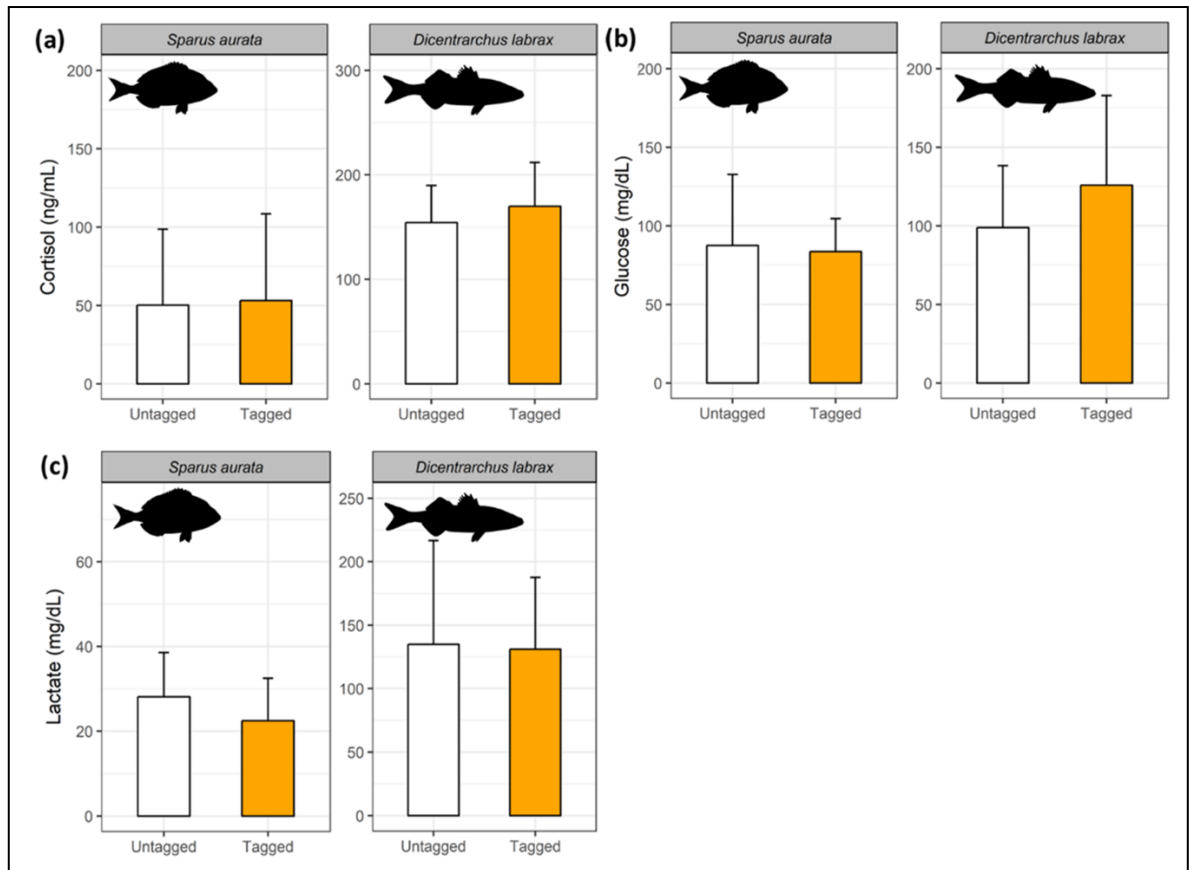 (a)
Sparus aurata
Dicentrarchus labrax
Cortisol (ng/mL)
200
150
100
50
0
300
200
100
0
Untagged
Tagged
Untagged
Tagged
(b)
Sparus aurata
Dicentrarchus labrax
Glucose (mg/dL)
200
150
100
50
0
200
150
100
50
0
Untagged
Tagged
Untagged
Tagged
(c)
Sparus aurata
Dicentrarchus labrax
Lactate (mg/dL)
60
40
20
0
250
200
150
100
50
0
Untagged
Tagged
Untagged
Tagged